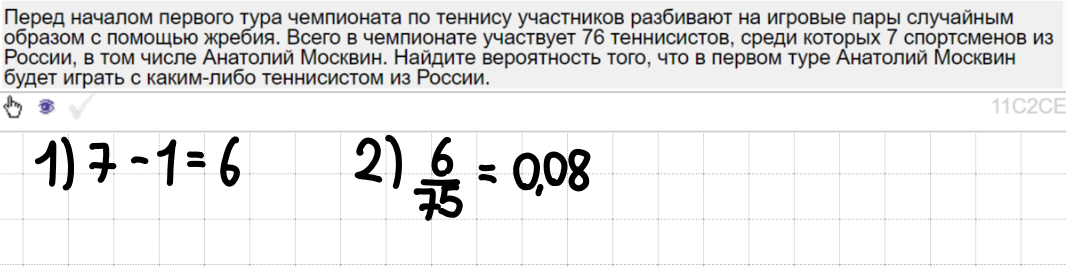 Перед началом первого тура чемпионата по теннису участников разбивают на игровые пары случайным
образом с помощью жребия. Всего в чемпионате участвует 76 теннисистов, среди которых 7 спортсменов из
России, в том числе Анатолий Москвин. Найдите вероятность того, что в первом туре Анатолий Москвин
будет играть с каким-либо теннисистом из России.
11C2CE
1) 7 - 1 = 6 2) 6/75 = 0,08